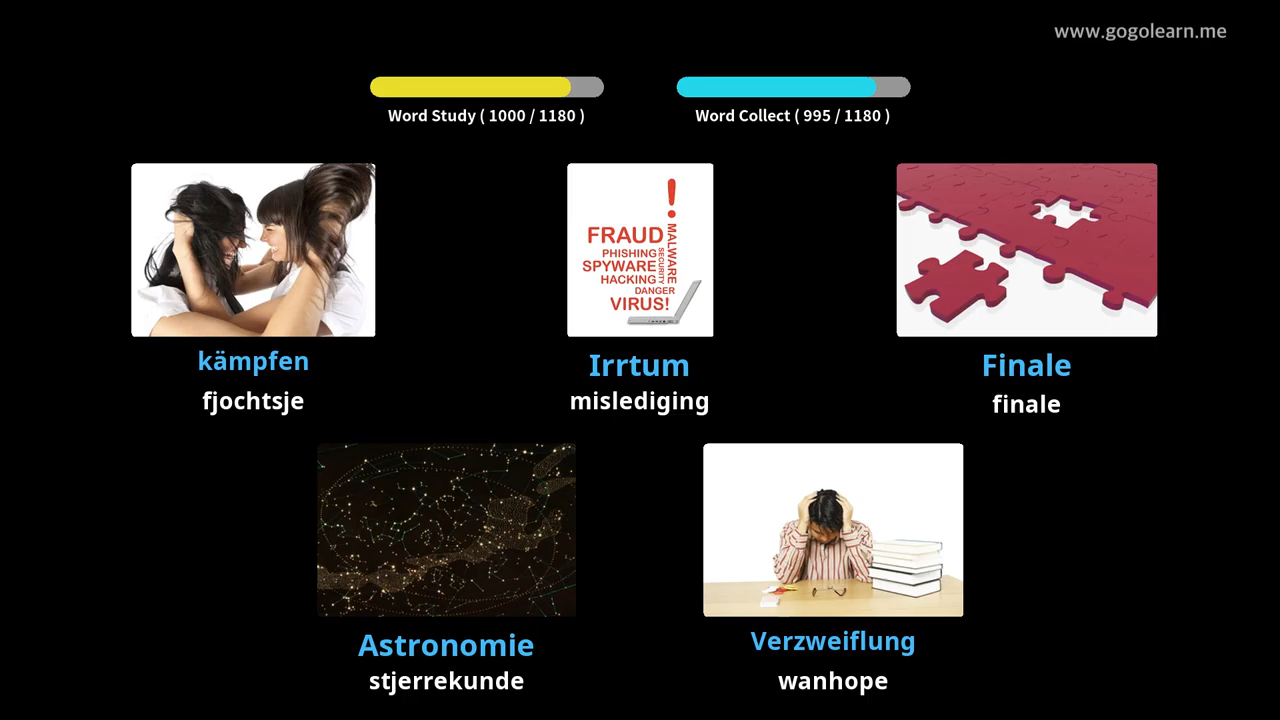 www.gogolearn.me
Word Study ( 1000 / 1180 )
Word Collect ( 995 / 1180 )
FRAUD
PHISHING
SPYWARE
HACKING
DANGER
VIRUS!
SECURITY
MALWARE
!
kämpfen
fjochtsje
Irrtum
mislediging
Finale
finale
Astronomie
stjerrekunde
Verzweiflung
wanhope